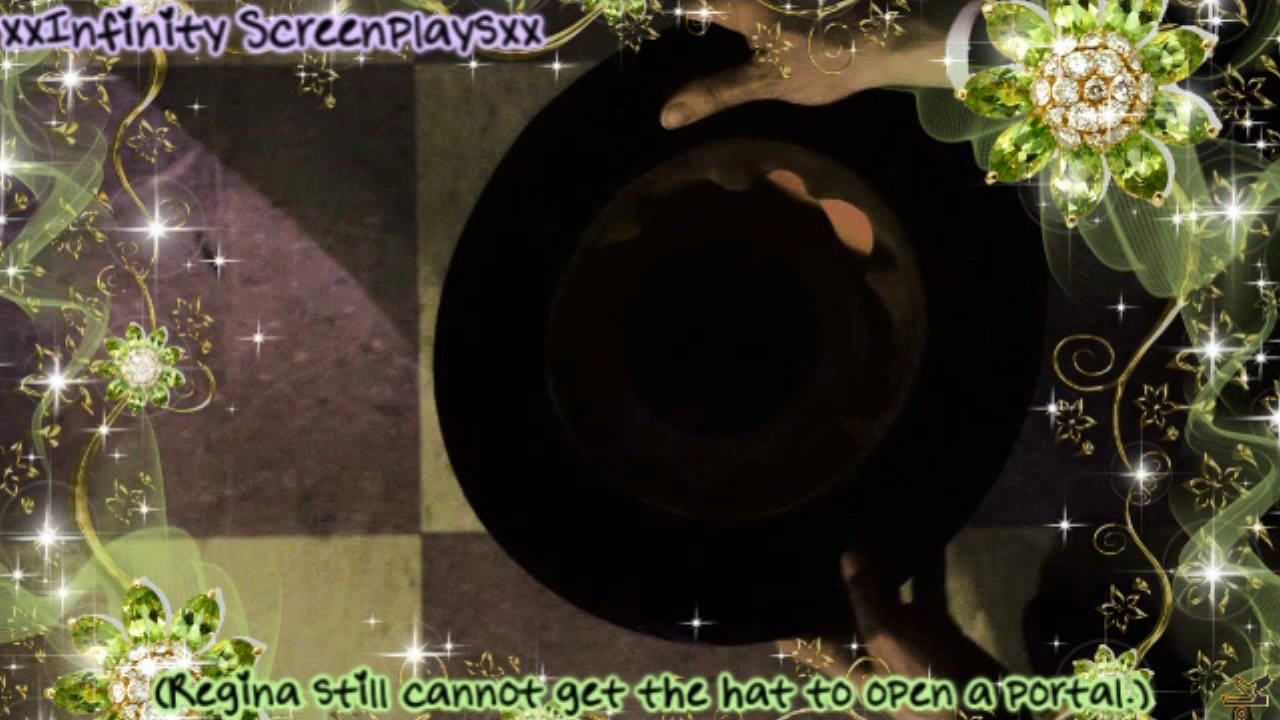 xxInfinity Screenplaysxx
(Regina still cannot get the hat to open a portal.)